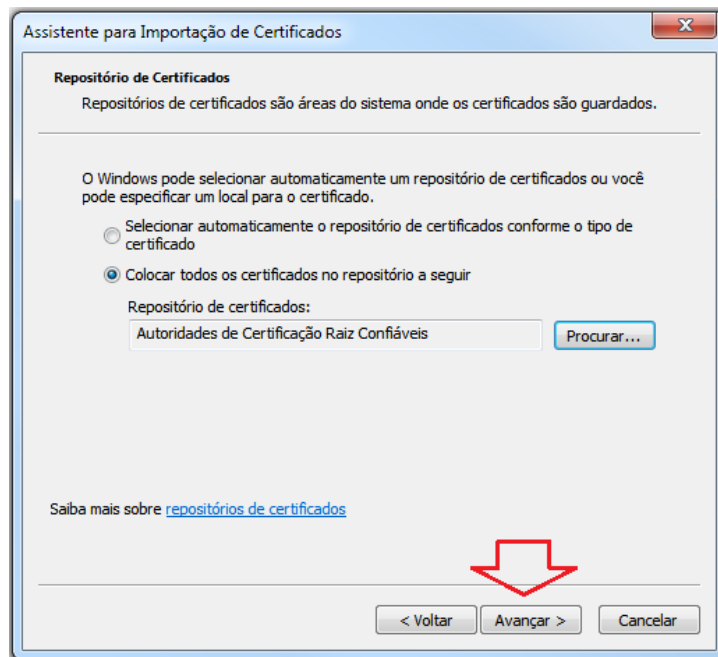 Assistente para Importação de Certificados
Repositório de Certificados
Repositórios de certificados são áreas do sistema onde os certificados são guardados.
O Windows pode selecionar automaticamente um repositório de certificados ou você
pode especificar um local para o certificado.
Selecionar automaticamente o repositório de certificados conforme o tipo de
certificado
Colocar todos os certificados no repositório a seguir
Repositório de certificados:
Autoridades de Certificação Raiz Confiáveis
Procurar...
Saiba mais sobre repositórios de certificados
< Voltar
Avançar >
Cancelar